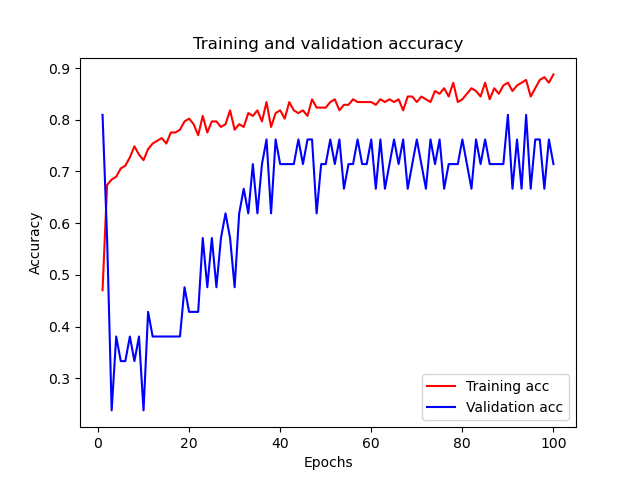 Training and validation accuracy
Accuracy
0.9
0.8
0.7
0.6
0.5
0.4
0.3
Training acc
Validation acc
0
20
40
60
80
100
Epochs